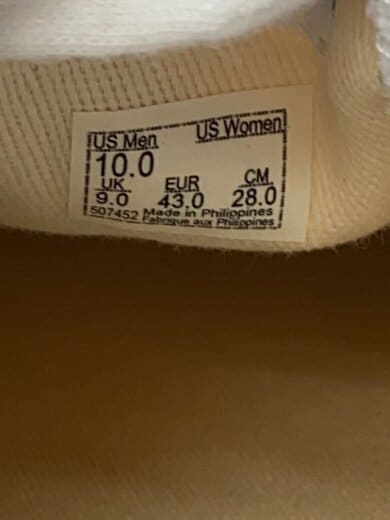 US Men US Women
10.0
UK EUR CM
9.0 43.0 28.0
507452 Made in Philippines
Fabrique aux Philippines